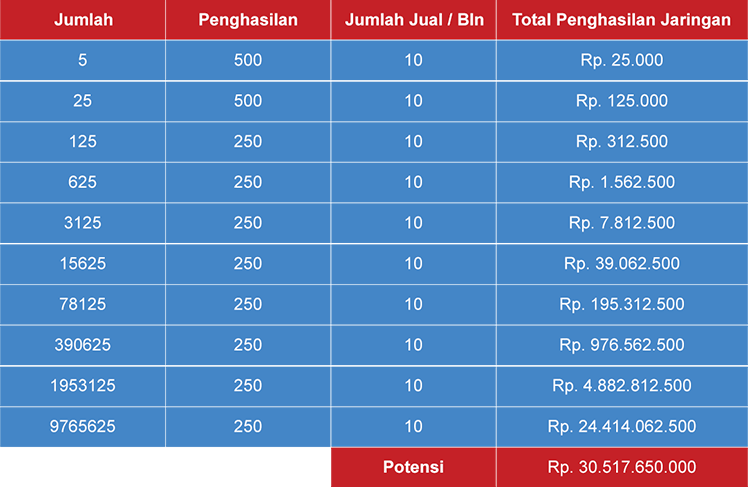 Jumlah Penghasilan Jumlah Jual / Bln Total Penghasilan Jaringan
5 500 10 Rp. 25.000
25 500 10 Rp. 125.000
125 250 10 Rp. 312.500
625 250 10 Rp. 1.562.500
3125 250 10 Rp. 7.812.500
15625 250 10 Rp. 39.062.500
78125 250 10 Rp. 195.312.500
390625 250 10 Rp. 976.562.500
1953125 250 10 Rp. 4.882.812.500
9765625 250 10 Rp. 24.414.062.500
Potensi Rp. 30.517.650.000